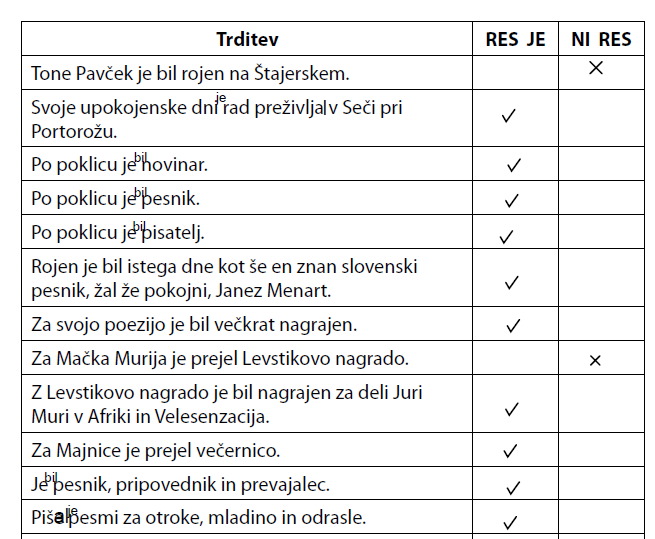 Trditev RES JE NI RES
Tone Pavček je bil rojen na Štajerskem. ×
Svoje upokojenske dni je rad preživljal v Seči pri ✓
Portorožu.
Po poklicu je bil novinar. ✓
Po poklicu je bil pesnik. ✓
Po poklicu je bil pisatelj. ✓
Rojen je bil istega dne kot še en znan slovenski
pesnik, žal že pokojni, Janez Menart. ✓
Za svojo poezijo je bil večkrat nagrajen. ✓
Za Mačka Murija je prejel Levstikovo nagrado. ×
Z Levstikovo nagrado je bil nagrajen za deli Juri
Muri v Afriki in Velesenzacija. ✓
Za Majnice je prejel večernico. ✓
Je bil pesnik, pripovednik in prevajalec. ✓
Pisal je pesmi za otroke, mladino in odrasle. ✓